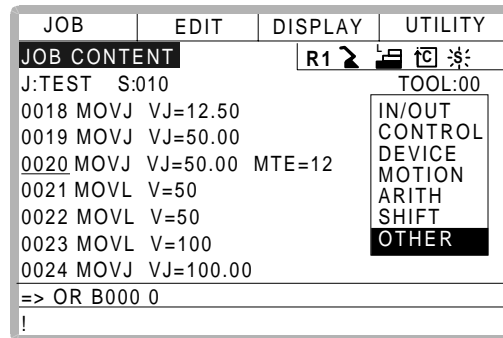 JOB EDIT DISPLAY UTILITY
JOB CONTENT R1 L C S
J:TEST S:010 TOOL:00
0018 MOVJ VJ=12.50 IN/OUT
0019 MOVJ VJ=50.00 CONTROL
0020 MOVJ VJ=50.00 MTE=12 DEVICE
MOTION
0021 MOVL V=50 ARITH
0022 MOVL V=50 SHIFT
0023 MOVL V=100 OTHER
0024 MOVJ VJ=100.00
=> OR B000 0
!